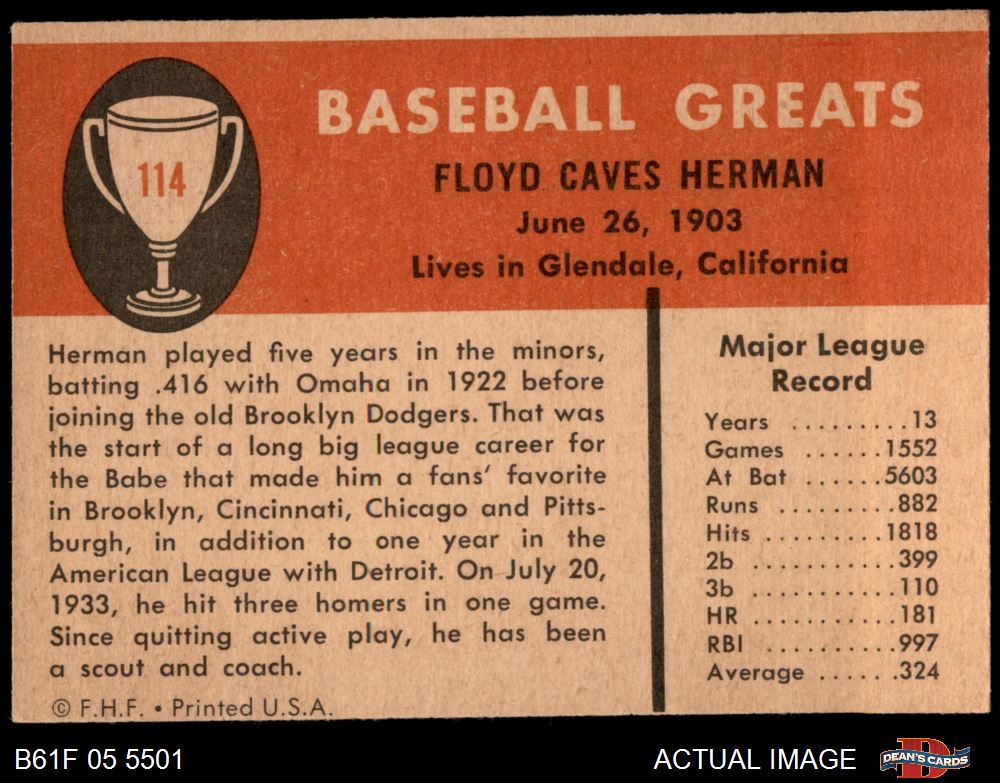 114
BASEBALL GREATS
FLOYD CAVES HERMAN
June 26, 1903
Lives in Glendale, California
Herman played five years in the minors,
batting .416 with Omaha in 1922 before
joining the old Brooklyn Dodgers. That was
the start of a long big league career for
the Babe that made him a fans' favorite
in Brooklyn, Cincinnati, Chicago and Pitts-
burgh, in addition to one year in the
American League with Detroit. On July 20,
1933, he hit three homers in one game.
Since quitting active play, he has been
a scout and coach.
© F.H.F. • Printed U.S.A.
Major League
Record
Years .........13
Games ......1552
At Bat ......5603
Runs .........882
Hits .........1818
2b ...........399
3b ...........110
HR ...........181
RBI ..........997
Average ......324
B61F 05 5501
ACTUAL IMAGE
D
DEAN'S CARDS